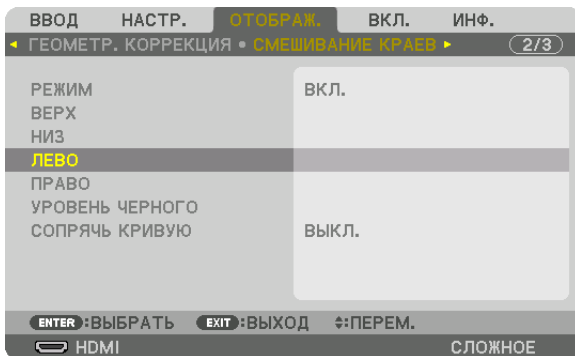 ВВОД НАСТР. ОТОБРАЖ. ВКЛ. ИНФ.
ГЕОМЕТР. КОРРЕКЦИЯ • СМЕШИВАНИЕ КРАЕВ 2/3
РЕЖИМ ВКЛ.
ВЕРХ
НИЗ
ЛЕВО
ПРАВО
УРОВЕНЬ ЧЕРНОГО
СОПРЯЧЬ КРИВУЮ ВЫКЛ.
ENTER :ВЫБРАТЬ EXIT :ВЫХОД :ПЕРЕМ.
HDMI СЛОЖНОЕ